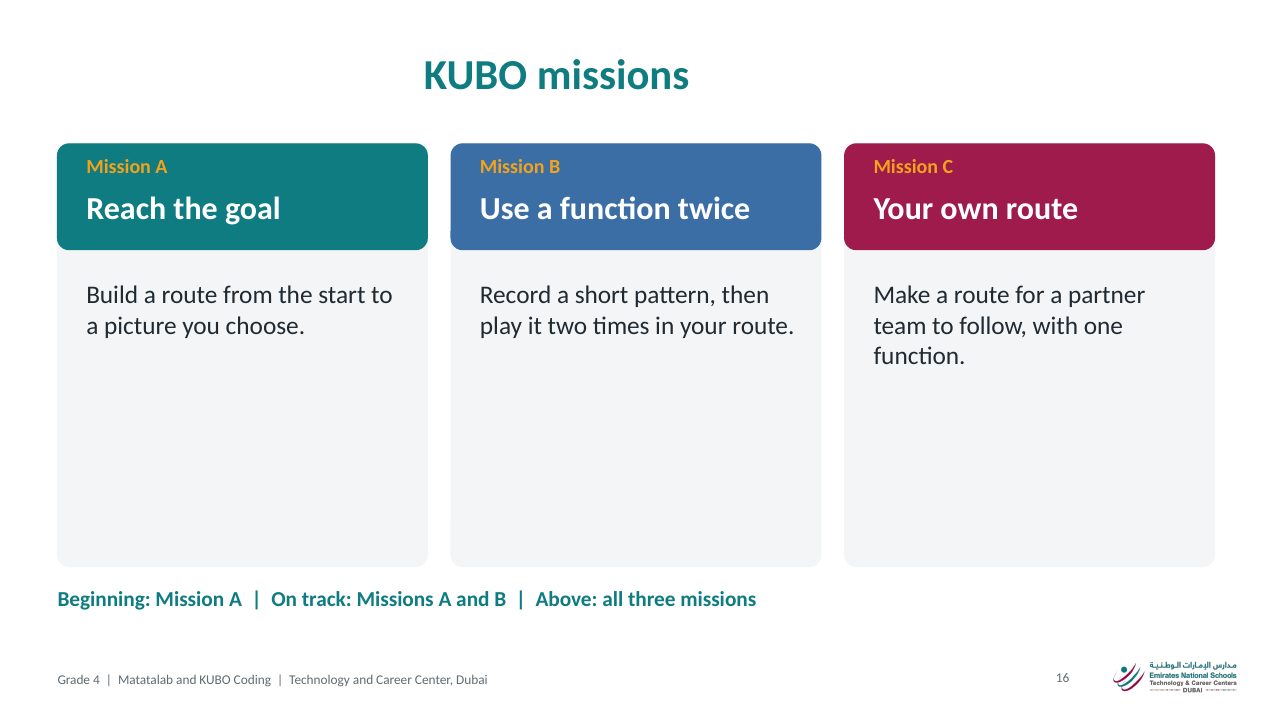 KUBO missions
Mission A
Reach the goal
Build a route from the start to
a picture you choose.
Mission B
Use a function twice
Record a short pattern, then
play it two times in your route.
Mission C
Your own route
Make a route for a partner
team to follow, with one
function.
Beginning: Mission A | On track: Missions A and B | Above: all three missions
Grade 4 | Matatalab and KUBO Coding | Technology and Career Center, Dubai
16
مدارس الإمارات الوطنية
Emirates National Schools
Technology & Career Centers
DUBAI